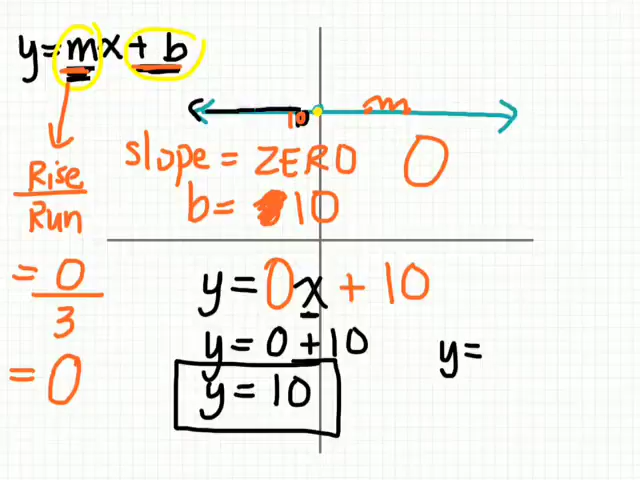 y=mx + b
m
10
slope = ZERO 0
b= 10
Rise
Run
= 0
3
= 0
y= 0x + 10
y = 0 + 10
y = 10
y=